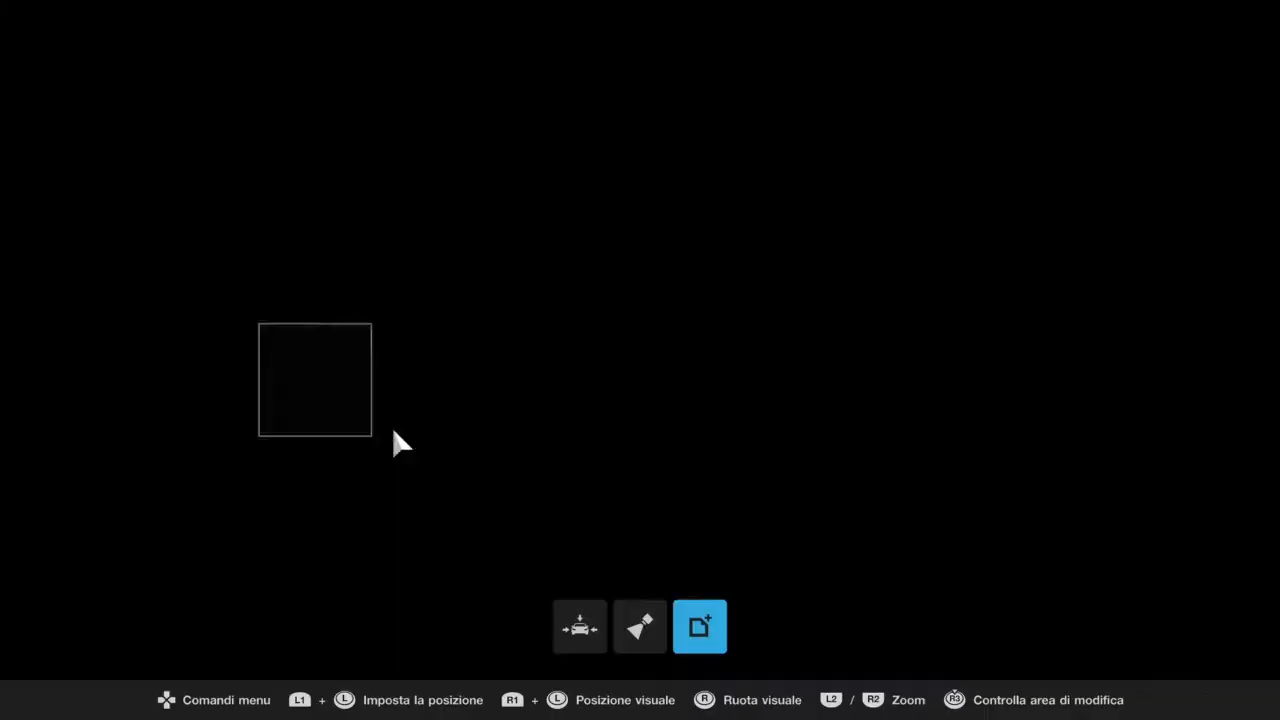 Comandi menu L1 + L Imposta la posizione R1 + L Posizione visuale R Ruota visuale L2 / R2 Zoom R3 Controlla area di modifica